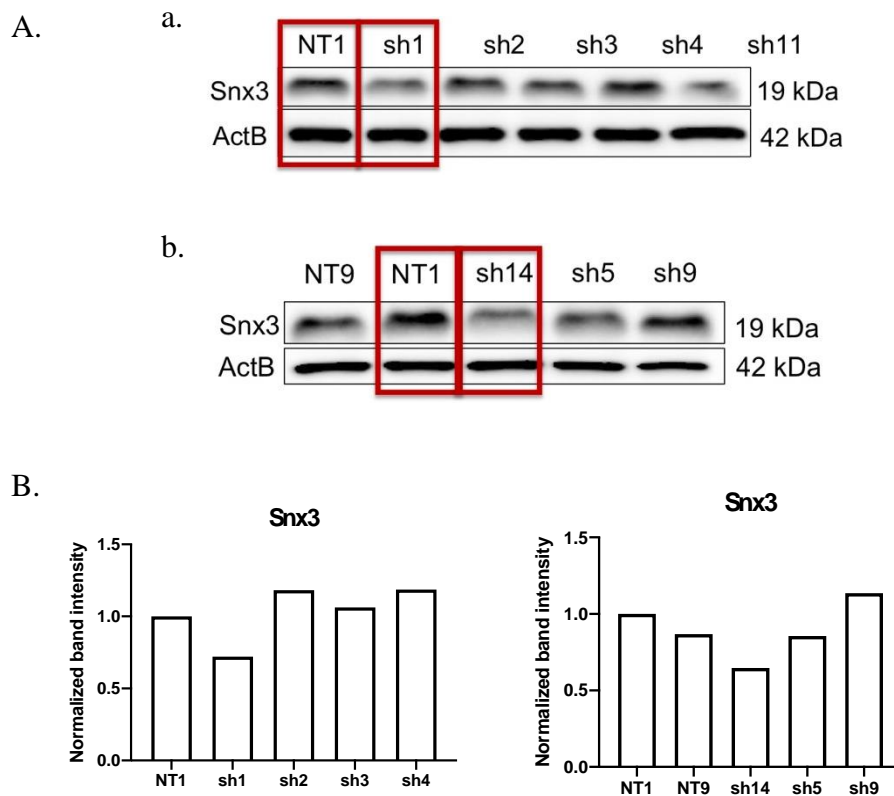 A.
a.
NT1 sh1 sh2 sh3 sh4 sh11
Snx3 19 kDa
ActB 42 kDa
b.
NT9 NT1 sh14 sh5 sh9
Snx3 19 kDa
ActB 42 kDa
B.
Snx3
Normalized band intensity
1.5
1.0
0.5
0.0
NT1 sh1 sh2 sh3 sh4
Snx3
Normalized band intensity
1.5
1.0
0.5
0.0
NT1 NT9 sh14 sh5 sh9